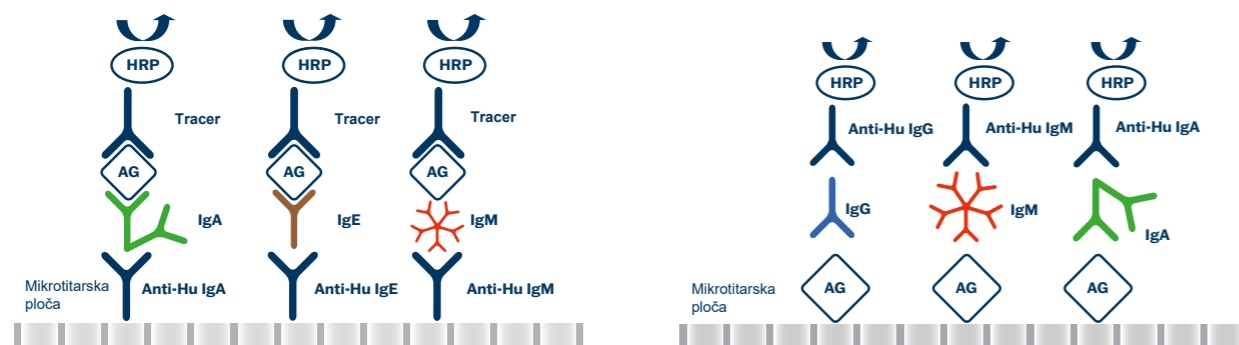 HRP
HRP
HRP
Tracer
Tracer
Tracer
AG
AG
AG
IgA
IgE
IgM
Mikrotitarska
ploča
Anti-Hu IgA
Anti-Hu IgE
Anti-Hu IgM
HRP
HRP
HRP
Anti-Hu IgG
Anti-Hu IgM
Anti-Hu IgA
IgG
IgM
IgA
Mikrotitarska
ploča
AG
AG
AG